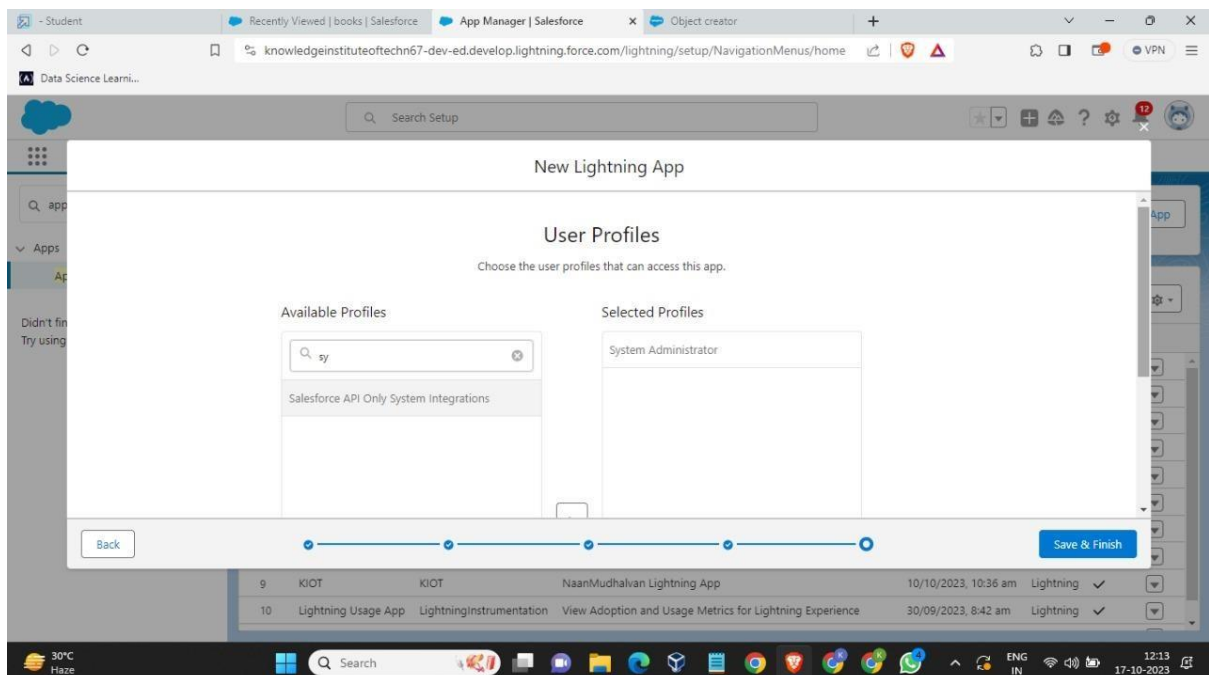 - Student
Recently Viewed | books | Salesforce
App Manager | Salesforce
Object creator
knowledgeinstituteoftechn67-dev-ed.develop.lightning.force.com/lightning/setup/NavigationMenus/home
VPN
Data Science Learni...
Search Setup
12
New Lightning App
app
User Profiles
App
Apps
Choose the user profiles that can access this app.
Ap
Available Profiles
Selected Profiles
Didn't fin
Try using
sy
System Administrator
Salesforce API Only System Integrations
Back
Save & Finish
9 KIOT KIOT NaanMudhalvan Lightning App 10/10/2023, 10:36 am Lightning
10 Lightning Usage App LightningInstrumentation View Adoption and Usage Metrics for Lightning Experience 30/09/2023, 8:42 am Lightning
30°C
Haze
Search
ENG
IN
12:13
17-10-2023